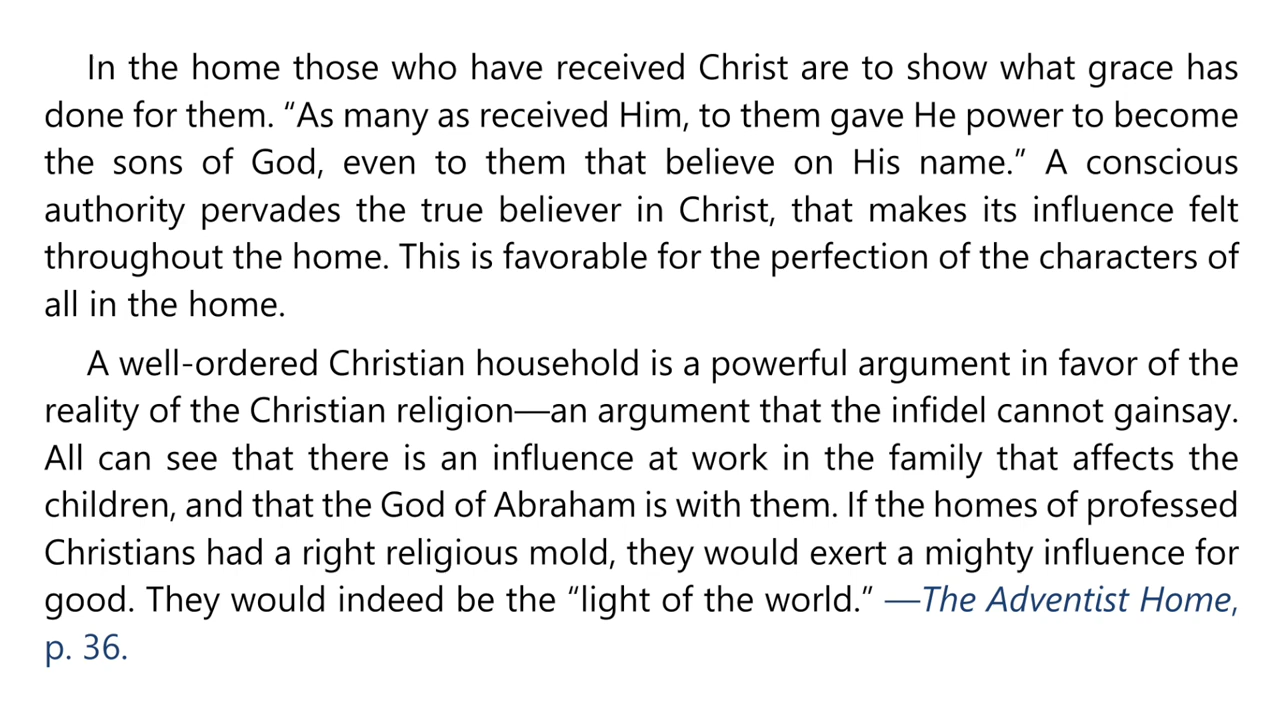 In the home those who have received Christ are to show what grace has
done for them. “As many as received Him, to them gave He power to become
the sons of God, even to them that believe on His name.” A conscious
authority pervades the true believer in Christ, that makes its influence felt
throughout the home. This is favorable for the perfection of the characters of
all in the home.
A well-ordered Christian household is a powerful argument in favor of the
reality of the Christian religion—an argument that the infidel cannot gainsay.
All can see that there is an influence at work in the family that affects the
children, and that the God of Abraham is with them. If the homes of professed
Christians had a right religious mold, they would exert a mighty influence for
good. They would indeed be the “light of the world.” —The Adventist Home,
p. 36.